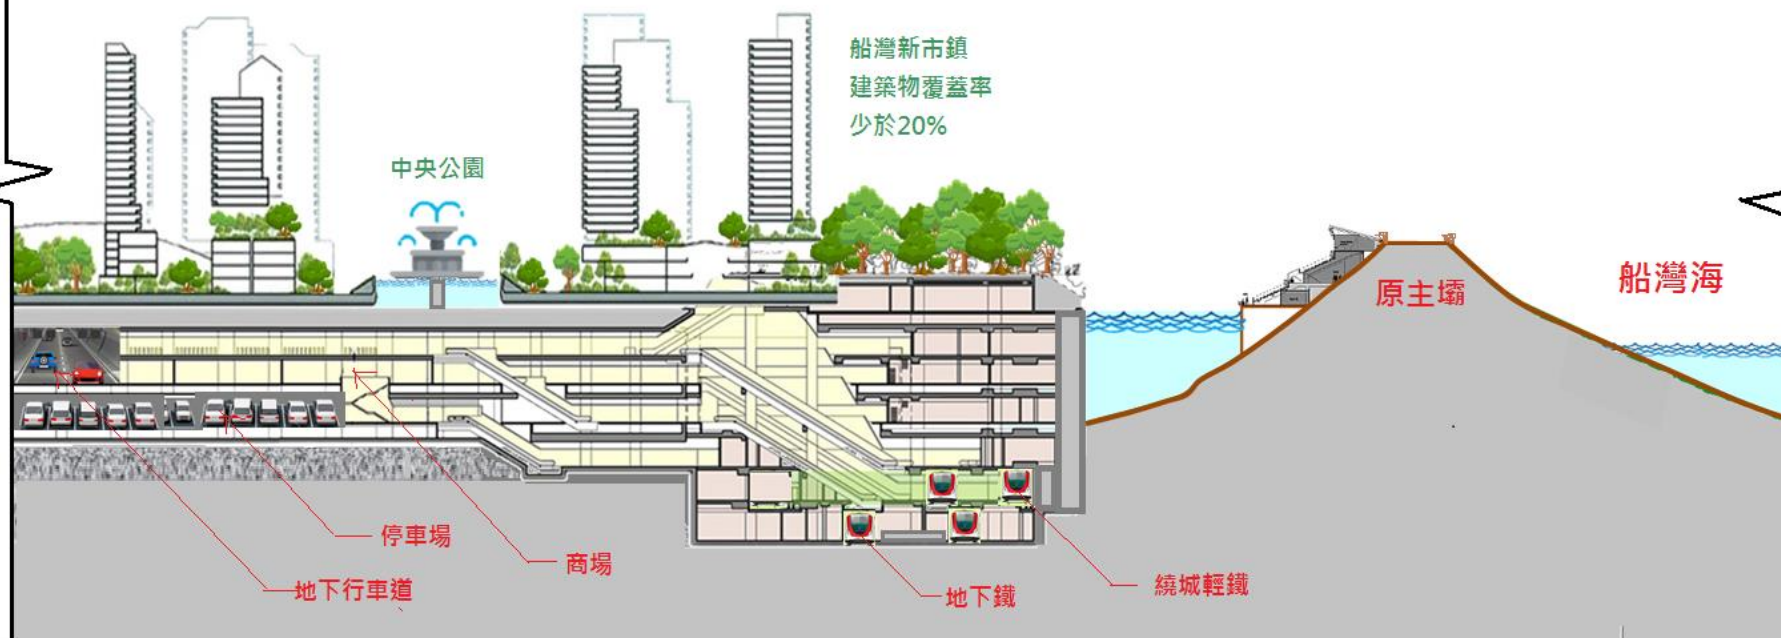 船灣新市鎮
建築物覆蓋率
少於20%
中央公園
船灣海
原主壩
停車場
商場
地下行車道
地下鐵
繞城輕鐵